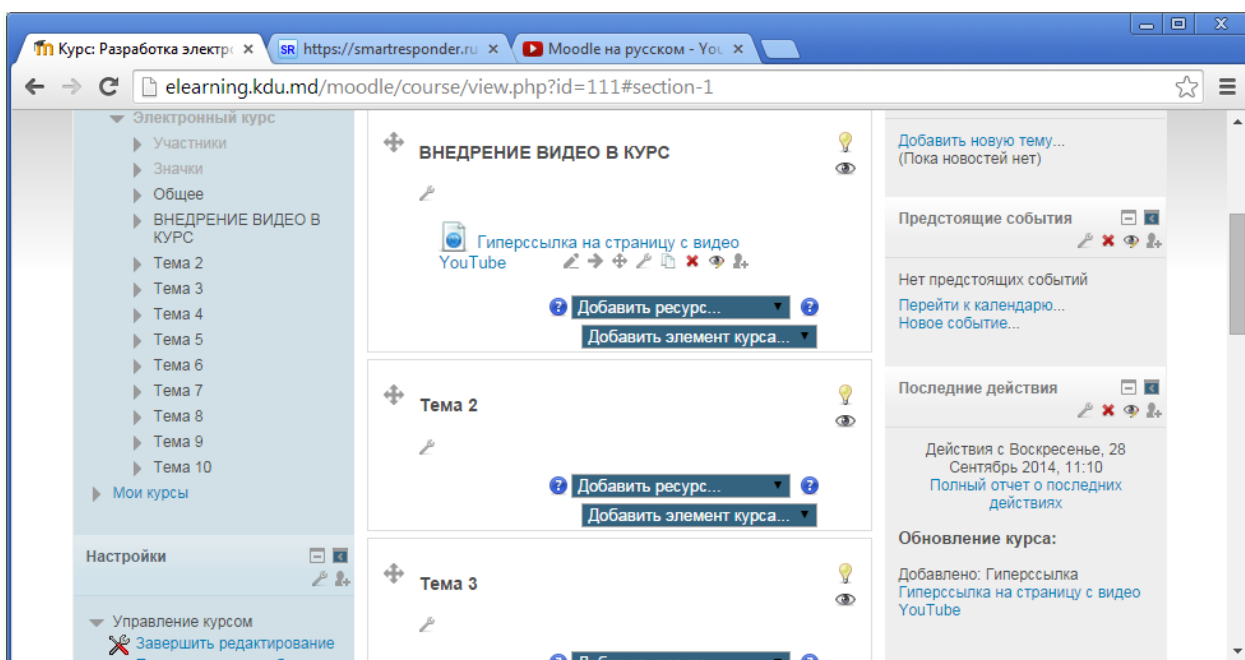 Курс: Разработка электро
SR https://smartresponder.ru
Moodle на русском - You
elearning.kdu.md/moodle/course/view.php?id=111#section-1
Электронный курс
Участники
Значки
Общее
ВНЕДРЕНИЕ ВИДЕО В
КУРС
Тема 2
Тема 3
Тема 4
Тема 5
Тема 6
Тема 7
Тема 8
Тема 9
Тема 10
Мои курсы
Настройки
Управление курсом
Завершить редактирование
ВНЕДРЕНИЕ ВИДЕО В КУРС
Гиперссылка на страницу с видео
YouTube
Добавить ресурс...
Добавить элемент курса...
Тема 2
Добавить ресурс...
Добавить элемент курса...
Тема 3
Добавить новую тему...
(Пока новостей нет)
Предстоящие события
Нет предстоящих событий
Перейти к календарю...
Новое событие...
Последние действия
Действия с Воскресенье, 28
Сентябрь 2014, 11:10
Полный отчет о последних
действиях
Обновление курса:
Добавлено: Гиперссылка
Гиперссылка на страницу с видео
YouTube